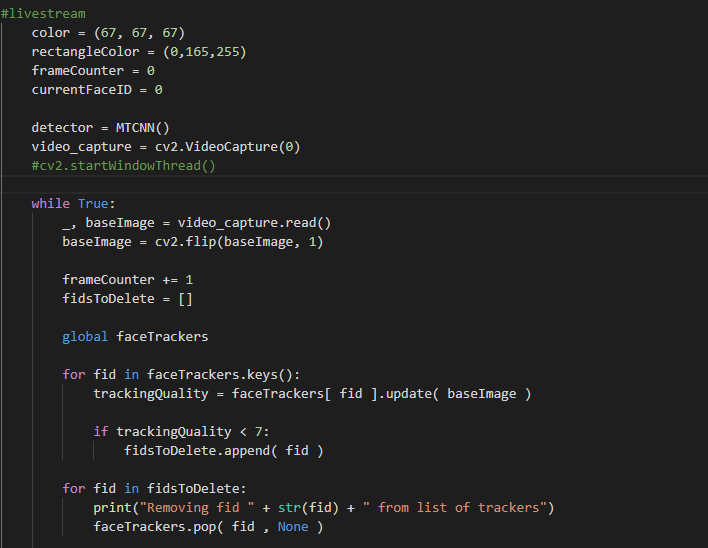 #livestream
color = (67, 67, 67)
rectangleColor = (0,165,255)
frameCounter = 0
currentFaceID = 0
detector = MTCNN()
video_capture = cv2.VideoCapture(0)
#cv2.startWindowThread()
while True:
_, baseImage = video_capture.read()
baseImage = cv2.flip(baseImage, 1)
frameCounter += 1
fidsToDelete = []
global faceTrackers
for fid in faceTrackers.keys():
trackingQuality = faceTrackers[ fid ].update( baseImage )
if trackingQuality < 7:
fidsToDelete.append( fid )
for fid in fidsToDelete:
print("Removing fid " + str(fid) + " from list of trackers")
faceTrackers.pop( fid , None )